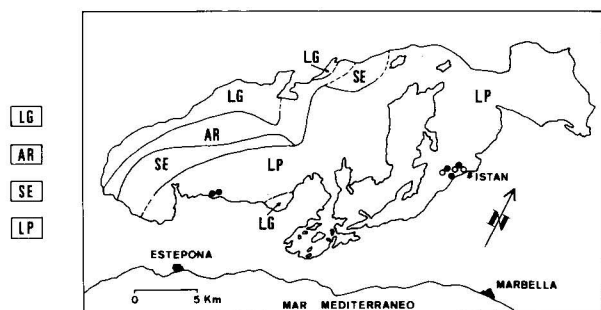 LG
AR
SE
LP
LG
LG
SE
LP
AR
SE
LP
LG
ISTAN
N
ESTEPONA
MARBELLA
0 5 Km
MAR MEDITERRANEO